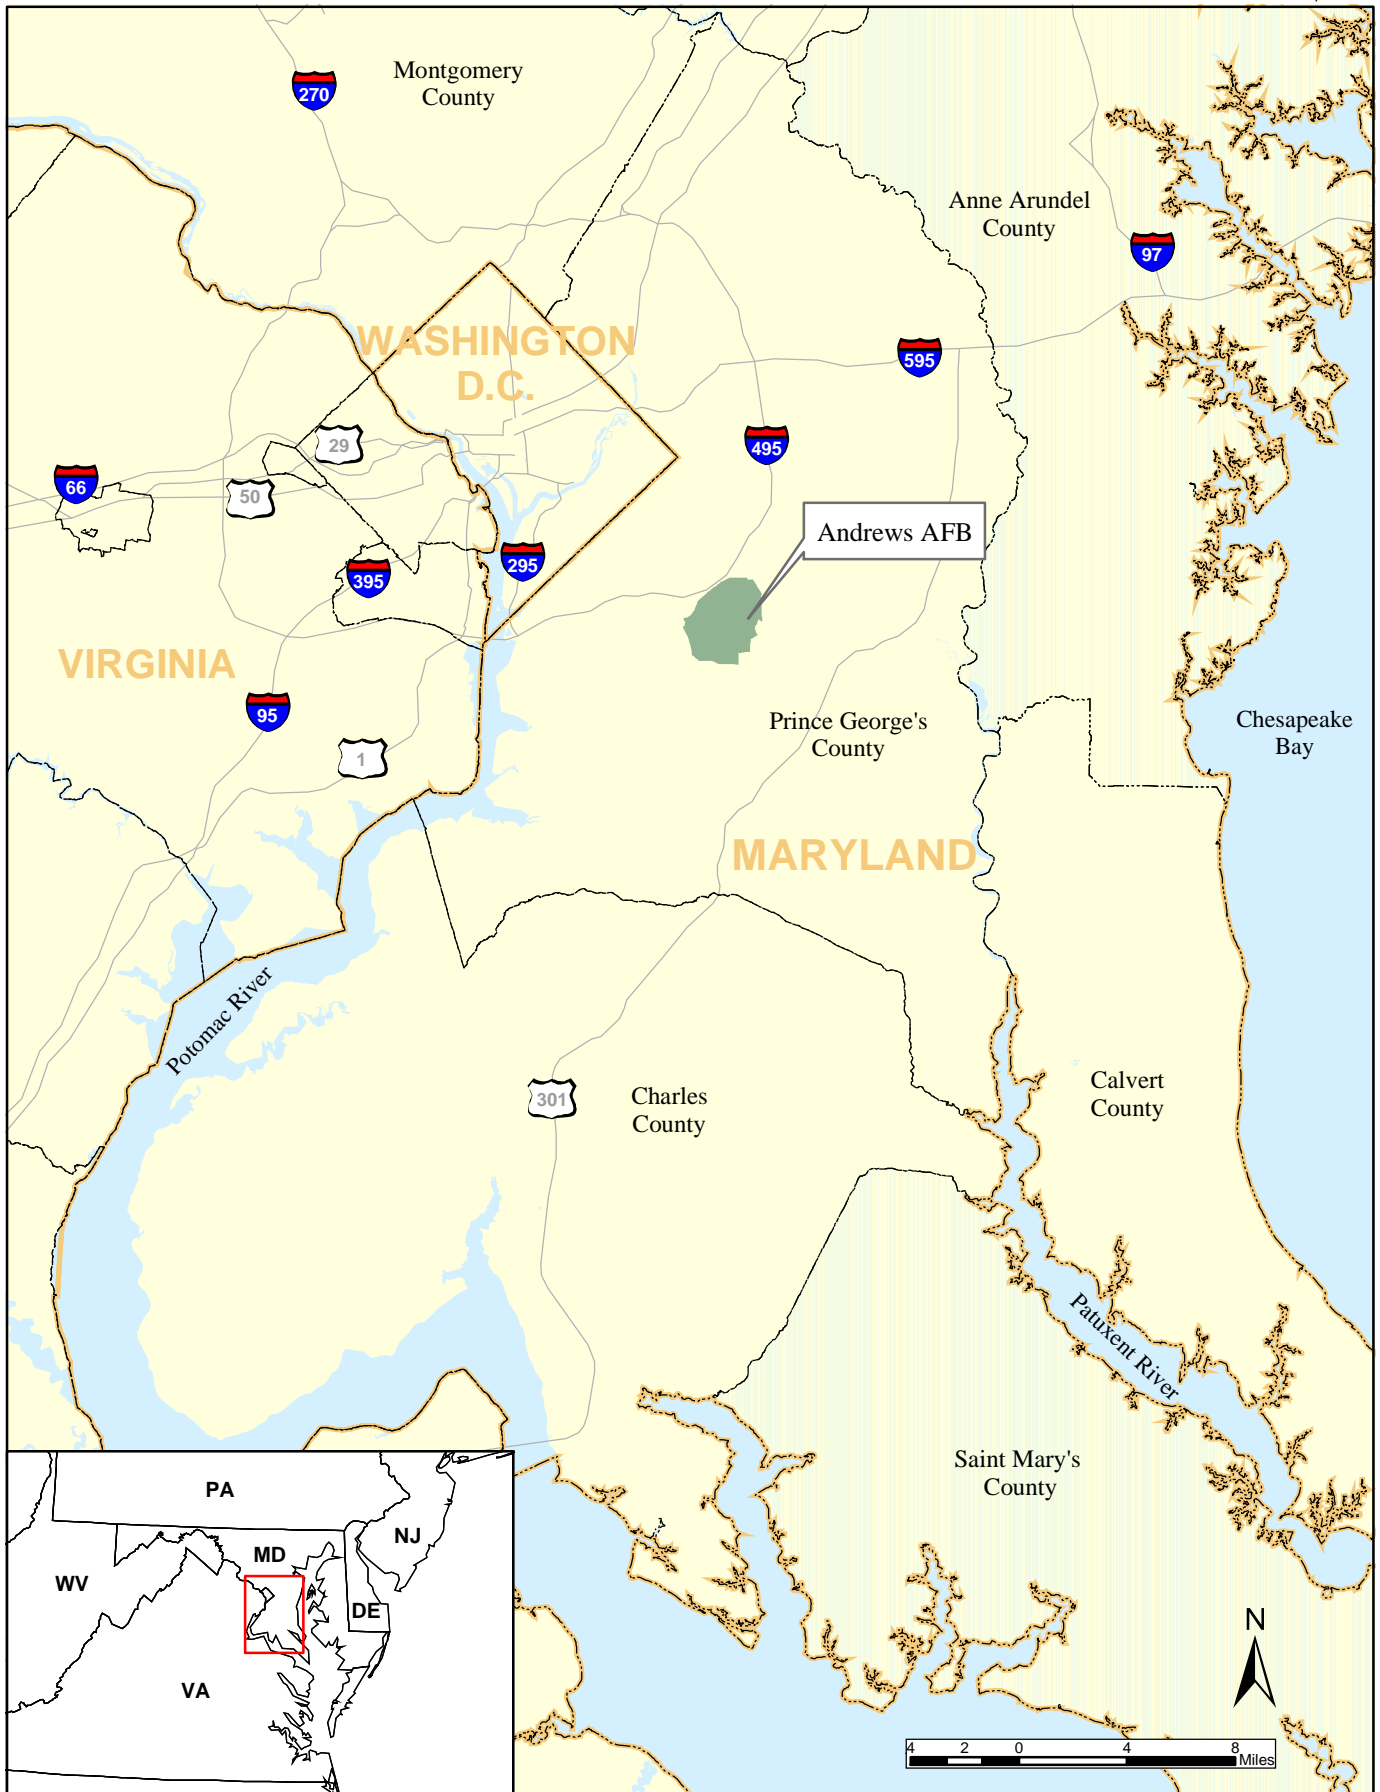 Montgomery
County
270
Anne Arundel
County
97
WASHINGTON
D.C.
595
29
495
66
50
Andrews AFB
295
395
VIRGINIA
95
Prince George's
County
Chesapeake
Bay
1
MARYLAND
Potomac River
Calvert
County
301
Charles
County
Patuxent River
Saint Mary's
County
PA
NJ
MD
WV
DE
VA
N
4 2 0 4 8
Miles